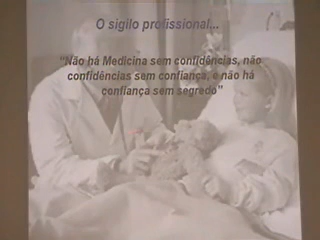 O sigilo profissional...
“Não há Medicina sem confidências, não
confidências sem confiança, e não há
confiança sem segredo”